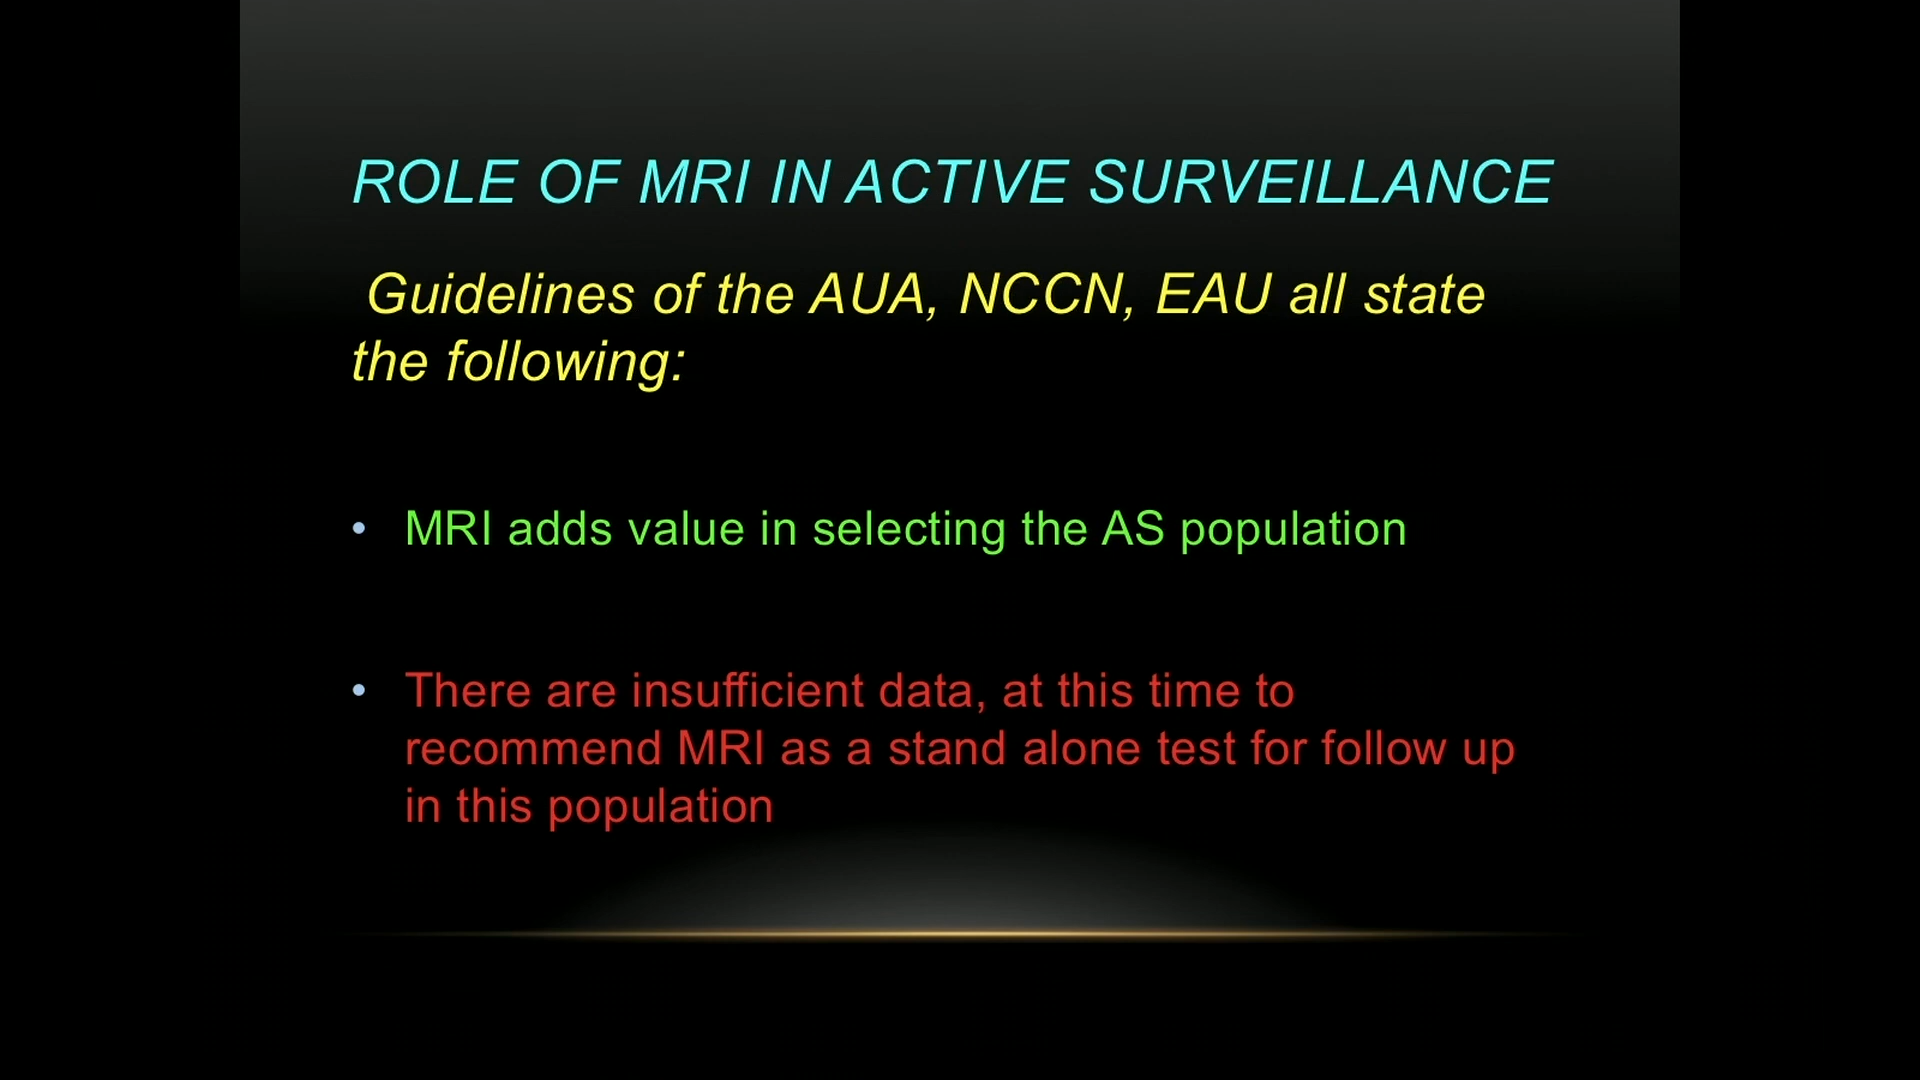 ROLE OF MRI IN ACTIVE SURVEILLANCE
Guidelines of the AUA, NCCN, EAU all state
the following:
• MRI adds value in selecting the AS population
• There are insufficient data, at this time to
recommend MRI as a stand alone test for follow up
in this population